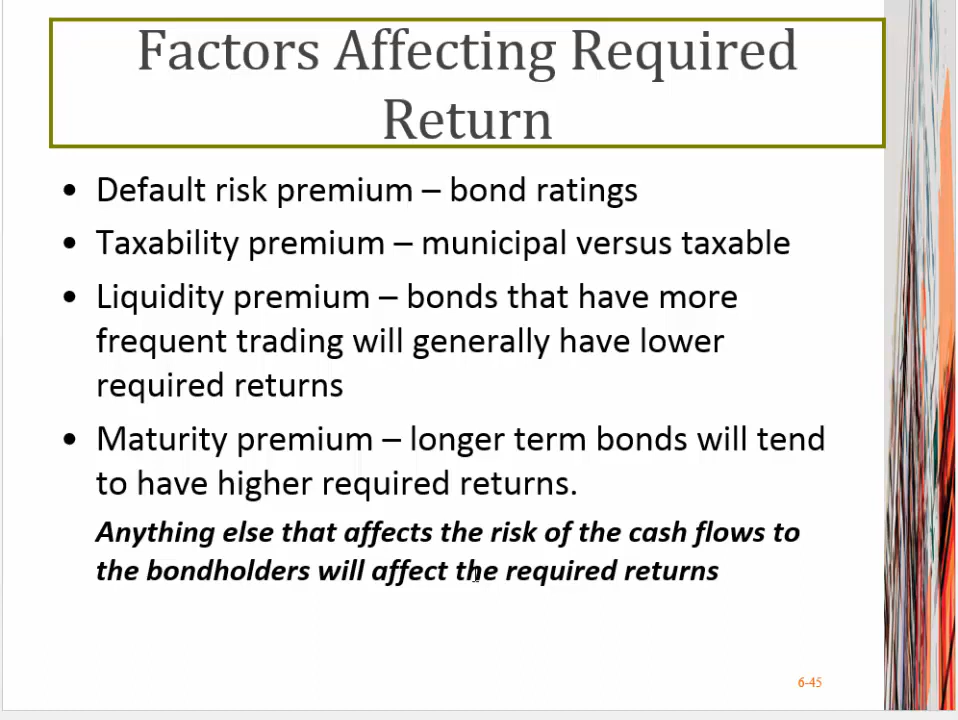 Factors Affecting Required
Return
• Default risk premium – bond ratings
• Taxability premium – municipal versus taxable
• Liquidity premium – bonds that have more
frequent trading will generally have lower
required returns
• Maturity premium – longer term bonds will tend
to have higher required returns.
Anything else that affects the risk of the cash flows to
the bondholders will affect the required returns
6-45